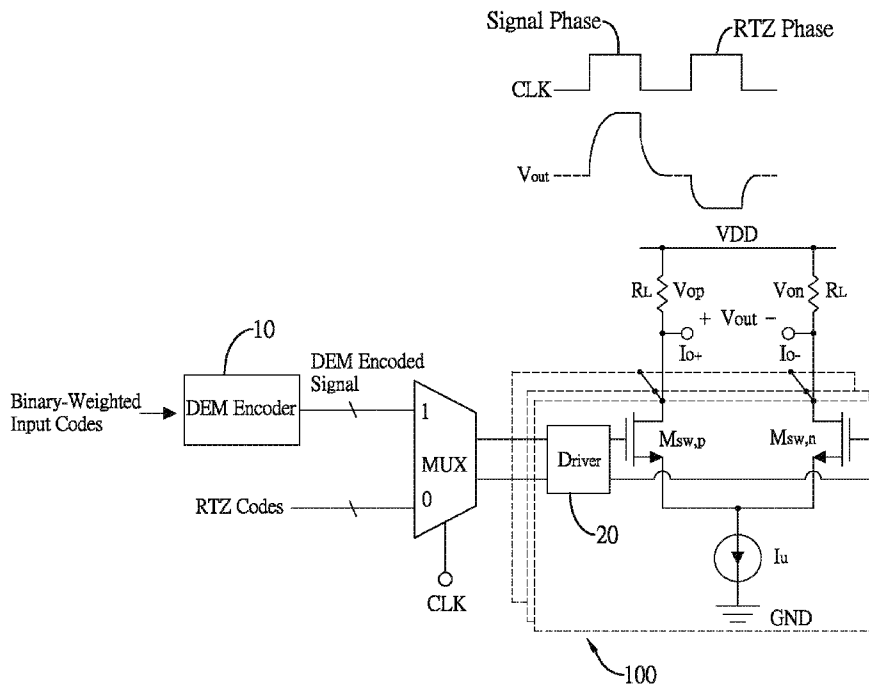 Signal Phase
RTZ Phase
CLK
Vout
VDD
RL Vop Von RL
+ Vout −
Io+ Io-
10
DEM Encoded
Signal
DEM Encoder
Binary-Weighted
Input Codes
1
MUX
0
RTZ Codes
CLK
Driver
20
Msw,p Msw,n
Iu
GND
100